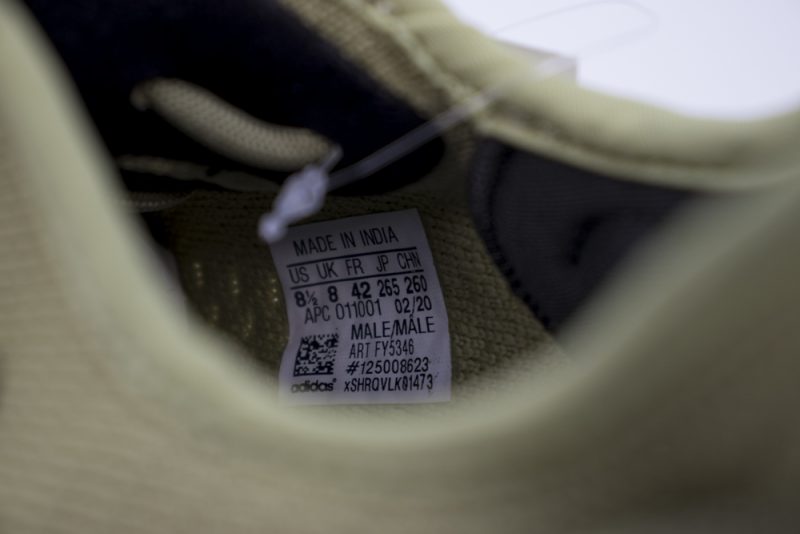 MADE IN INDIA
US UK FR JP CHN
8½ 8 42 265 260
APC 011001 02/20
MALE/MÂLE
ART FY5346
#125008623
adidas® xSHRQVLK01473